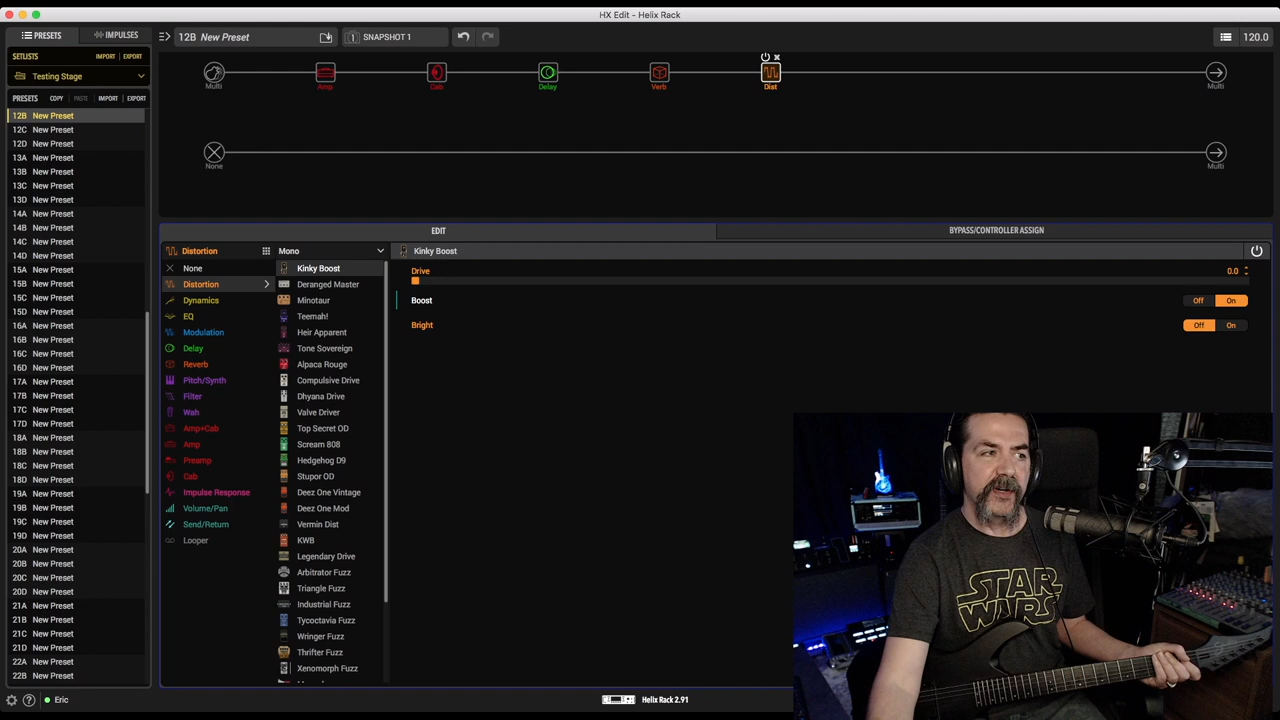 HX Edit - Helix Rack
PRESETS
IMPULSES
12B New Preset
1 SNAPSHOT 1
120.0
SETLISTS IMPORT EXPORT
Testing Stage
PRESETS COPY PASTE IMPORT EXPORT
12B New Preset
12C New Preset
12D New Preset
13A New Preset
13B New Preset
13C New Preset
13D New Preset
14A New Preset
14B New Preset
14C New Preset
14D New Preset
15A New Preset
15B New Preset
15C New Preset
15D New Preset
16A New Preset
16B New Preset
16C New Preset
16D New Preset
17A New Preset
17B New Preset
17C New Preset
17D New Preset
18A New Preset
18B New Preset
18C New Preset
18D New Preset
19A New Preset
19B New Preset
19C New Preset
19D New Preset
20A New Preset
20B New Preset
20C New Preset
20D New Preset
21A New Preset
21B New Preset
21C New Preset
21D New Preset
22A New Preset
22B New Preset
Multi Amp Cab Delay Verb Dist Multi
None Multi
EDIT
BYPASS/CONTROLLER ASSIGN
Distortion
None
Distortion
Dynamics
EQ
Modulation
Delay
Reverb
Pitch/Synth
Filter
Wah
Amp+Cab
Amp
Preamp
Cab
Impulse Response
Volume/Pan
Send/Return
Looper
Mono
Kinky Boost
Deranged Master
Minotaur
Teemah!
Heir Apparent
Tone Sovereign
Alpaca Rouge
Compulsive Drive
Dhyana Drive
Valve Driver
Top Secret OD
Scream 808
Hedgehog D9
Stupor OD
Deez One Vintage
Deez One Mod
Vermin Dist
KWB
Legendary Drive
Arbitrator Fuzz
Triangle Fuzz
Industrial Fuzz
Tycoctavia Fuzz
Wringer Fuzz
Thrifter Fuzz
Xenomorph Fuzz
Kinky Boost
Drive 0.0
Boost Off On
Bright Off On
STAR
WARS
Eric
Helix Rack 2.91